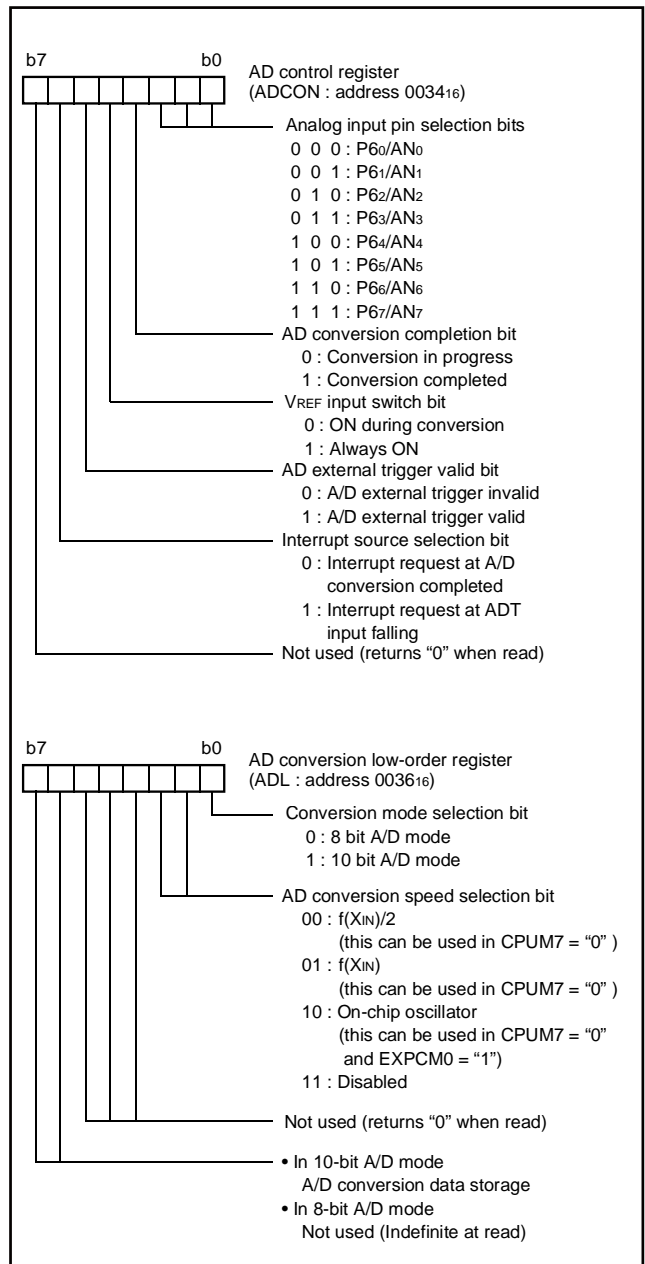 b7 b0
AD control register
(ADCON : address 0034₁₆)
Analog input pin selection bits
0 0 0 : P6₀/AN₀
0 0 1 : P6₁/AN₁
0 1 0 : P6₂/AN₂
0 1 1 : P6₃/AN₃
1 0 0 : P6₄/AN₄
1 0 1 : P6₅/AN₅
1 1 0 : P6₆/AN₆
1 1 1 : P6₇/AN₇
AD conversion completion bit
0 : Conversion in progress
1 : Conversion completed
VREF input switch bit
0 : ON during conversion
1 : Always ON
AD external trigger valid bit
0 : A/D external trigger invalid
1 : A/D external trigger valid
Interrupt source selection bit
0 : Interrupt request at A/D
conversion completed
1 : Interrupt request at ADT
input falling
Not used (returns “0” when read)
b7 b0
AD conversion low-order register
(ADL : address 0036₁₆)
Conversion mode selection bit
0 : 8 bit A/D mode
1 : 10 bit A/D mode
AD conversion speed selection bit
00 : f(XIN)/2
(this can be used in CPUM7 = “0” )
01 : f(XIN)
(this can be used in CPUM7 = “0” )
10 : On-chip oscillator
(this can be used in CPUM7 = “0”
and EXPCM0 = “1”)
11 : Disabled
Not used (returns “0” when read)
• In 10-bit A/D mode
A/D conversion data storage
• In 8-bit A/D mode
Not used (Indefinite at read)